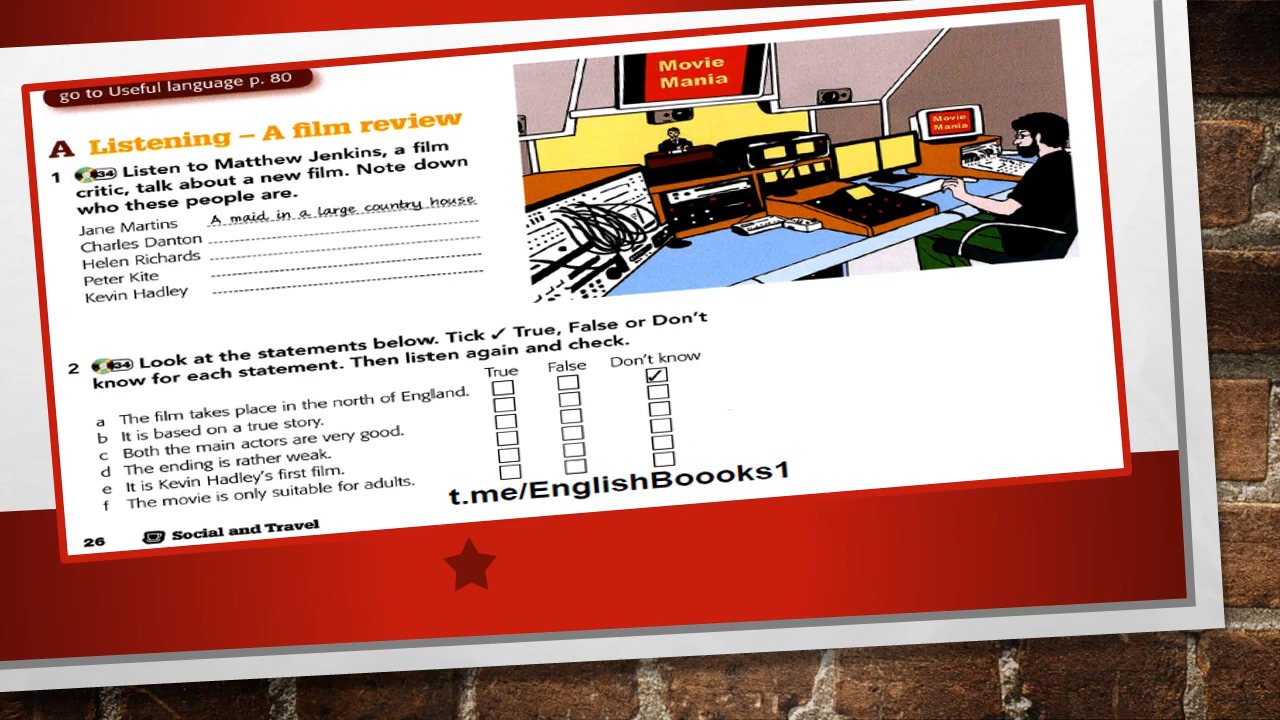 go to Useful language p. 80
A Listening – A film review
1 34 Listen to Matthew Jenkins, a film
critic, talk about a new film. Note down
who these people are.
Jane Martins A maid in a large country house
Charles Danton
Helen Richards
Peter Kite
Kevin Hadley
Movie
Mania
Movie
Mania
2 34 Look at the statements below. Tick ✓ True, False or Don't
know for each statement. Then listen again and check.
True False Don't know
a The film takes place in the north of England. ✓
b It is based on a true story.
c Both the main actors are very good.
d The ending is rather weak.
e It is Kevin Hadley's first film.
f The movie is only suitable for adults.
t.me/EnglishBoooks1
26 Social and Travel